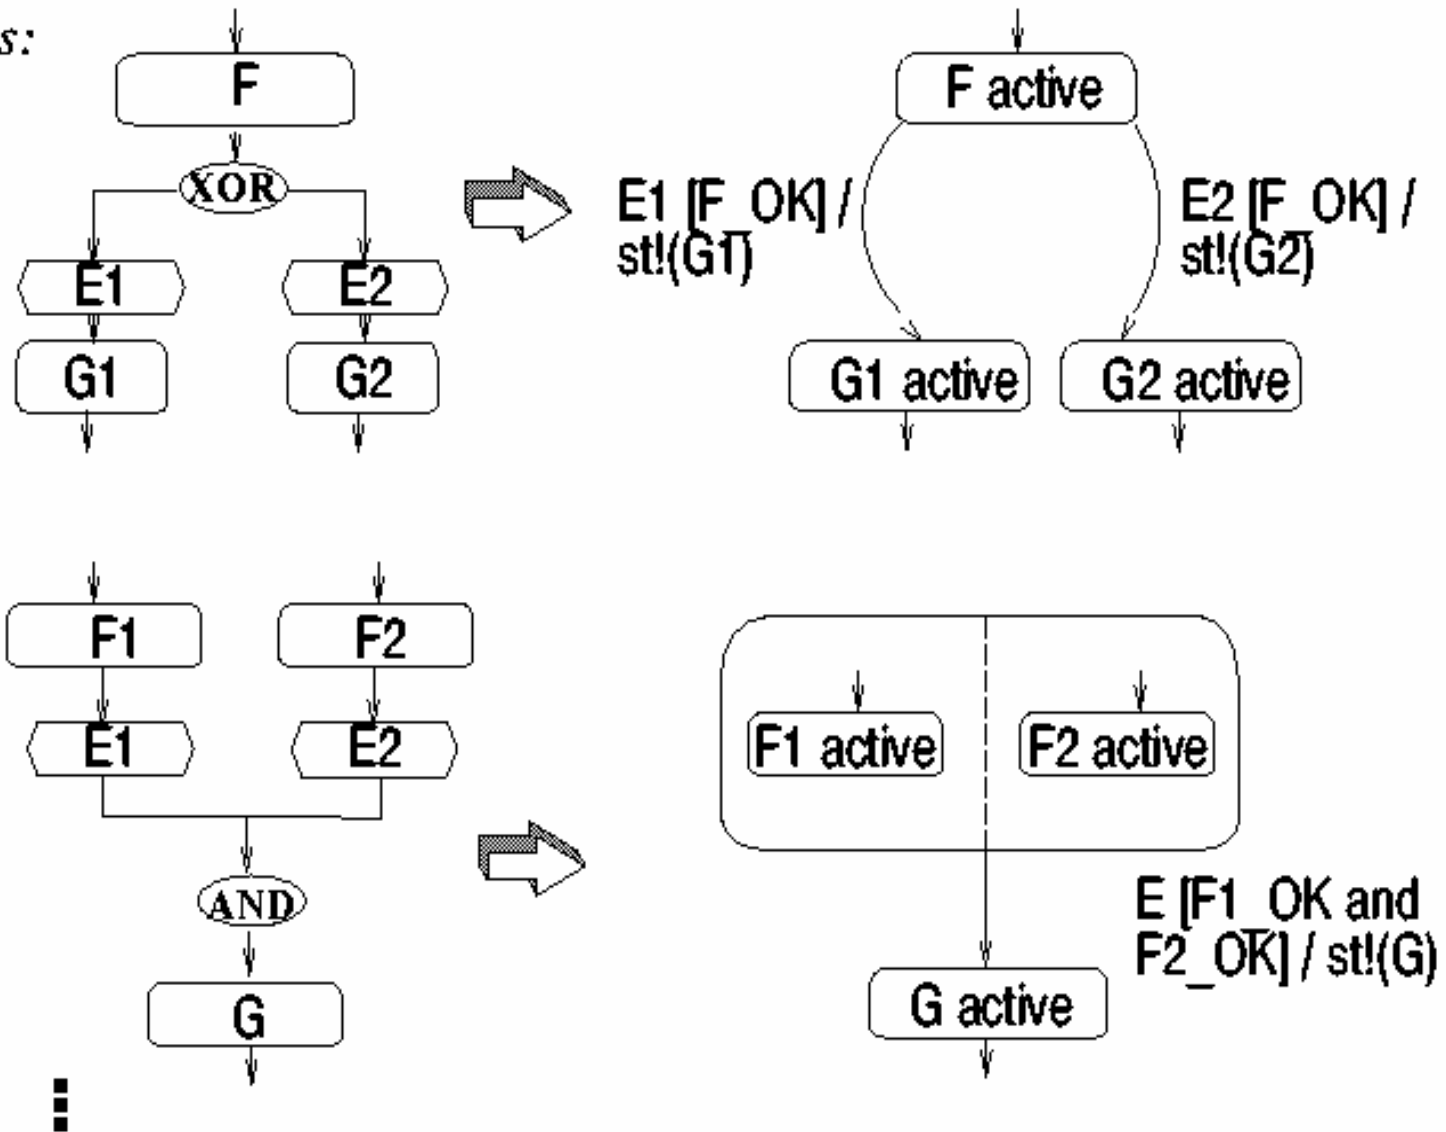 s:
F
F active
XOR
E1 [F_OK] /
st!(G1)
E2 [F_OK] /
st!(G2)
E1
E2
G1
G2
G1 active
G2 active
F1
F2
E1
E2
F1 active
F2 active
AND
E [F1_OK and
F2_OK] / st!(G)
G
G active